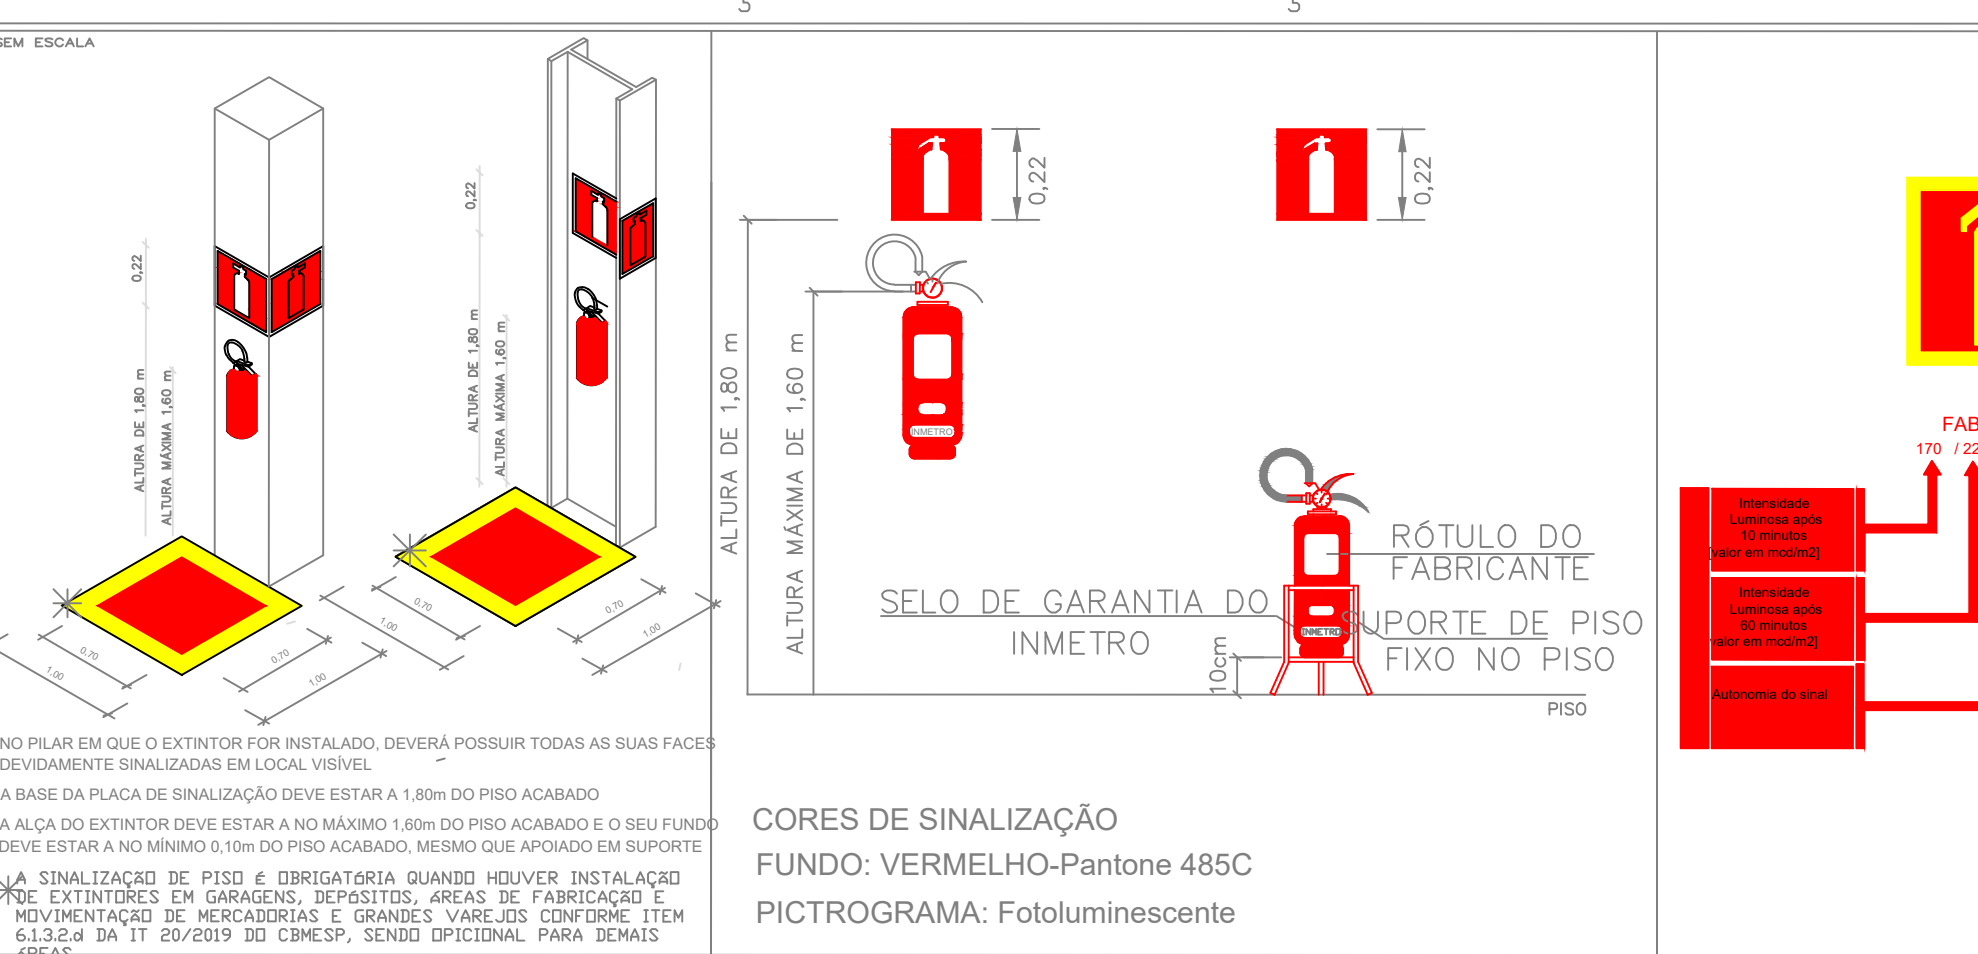 SEM ESCALA
0,22
ALTURA DE 1,80 m
ALTURA MÁXIMA 1,60 m
0,22
ALTURA DE 1,80 m
ALTURA MÁXIMA 1,60 m
0,70
1,00
0,70
1,00
0,70
1,00
0,70
1,00
NO PILAR EM QUE O EXTINTOR FOR INSTALADO, DEVERÁ POSSUIR TODAS AS SUAS FACES
DEVIDAMENTE SINALIZADAS EM LOCAL VISÍVEL
A BASE DA PLACA DE SINALIZAÇÃO DEVE ESTAR A 1,80m DO PISO ACABADO
A ALÇA DO EXTINTOR DEVE ESTAR A NO MÁXIMO 1,60m DO PISO ACABADO E O SEU FUNDO
DEVE ESTAR A NO MÍNIMO 0,10m DO PISO ACABADO, MESMO QUE APOIADO EM SUPORTE
A SINALIZAÇÃO DE PISO É OBRIGATÓRIA QUANDO HOUVER INSTALAÇÃO
DE EXTINTORES EM GARAGENS, DEPÓSITOS, ÁREAS DE FABRICAÇÃO E
MOVIMENTAÇÃO DE MERCADORIAS E GRANDES VAREJOS CONFORME ITEM
6.1.3.2.d DA IT 20/2019 DO CBMESP, SENDO OPICIONAL PARA DEMAIS
ÁREAS
0,22
0,22
ALTURA DE 1,80 m
ALTURA MÁXIMA DE 1,60 m
INMETRO
RÓTULO DO
FABRICANTE
SELO DE GARANTIA DO
INMETRO
INMETRO
SUPORTE DE PISO
FIXO NO PISO
10cm
PISO
CORES DE SINALIZAÇÃO
FUNDO: VERMELHO-Pantone 485C
PICTROGRAMA: Fotoluminescente
FAB
170 / 22
Intensidade
Luminosa após
10 minutos
[valor em mcd/m2]
Intensidade
Luminosa após
60 minutos
[valor em mcd/m2]
Autonomia do sinal